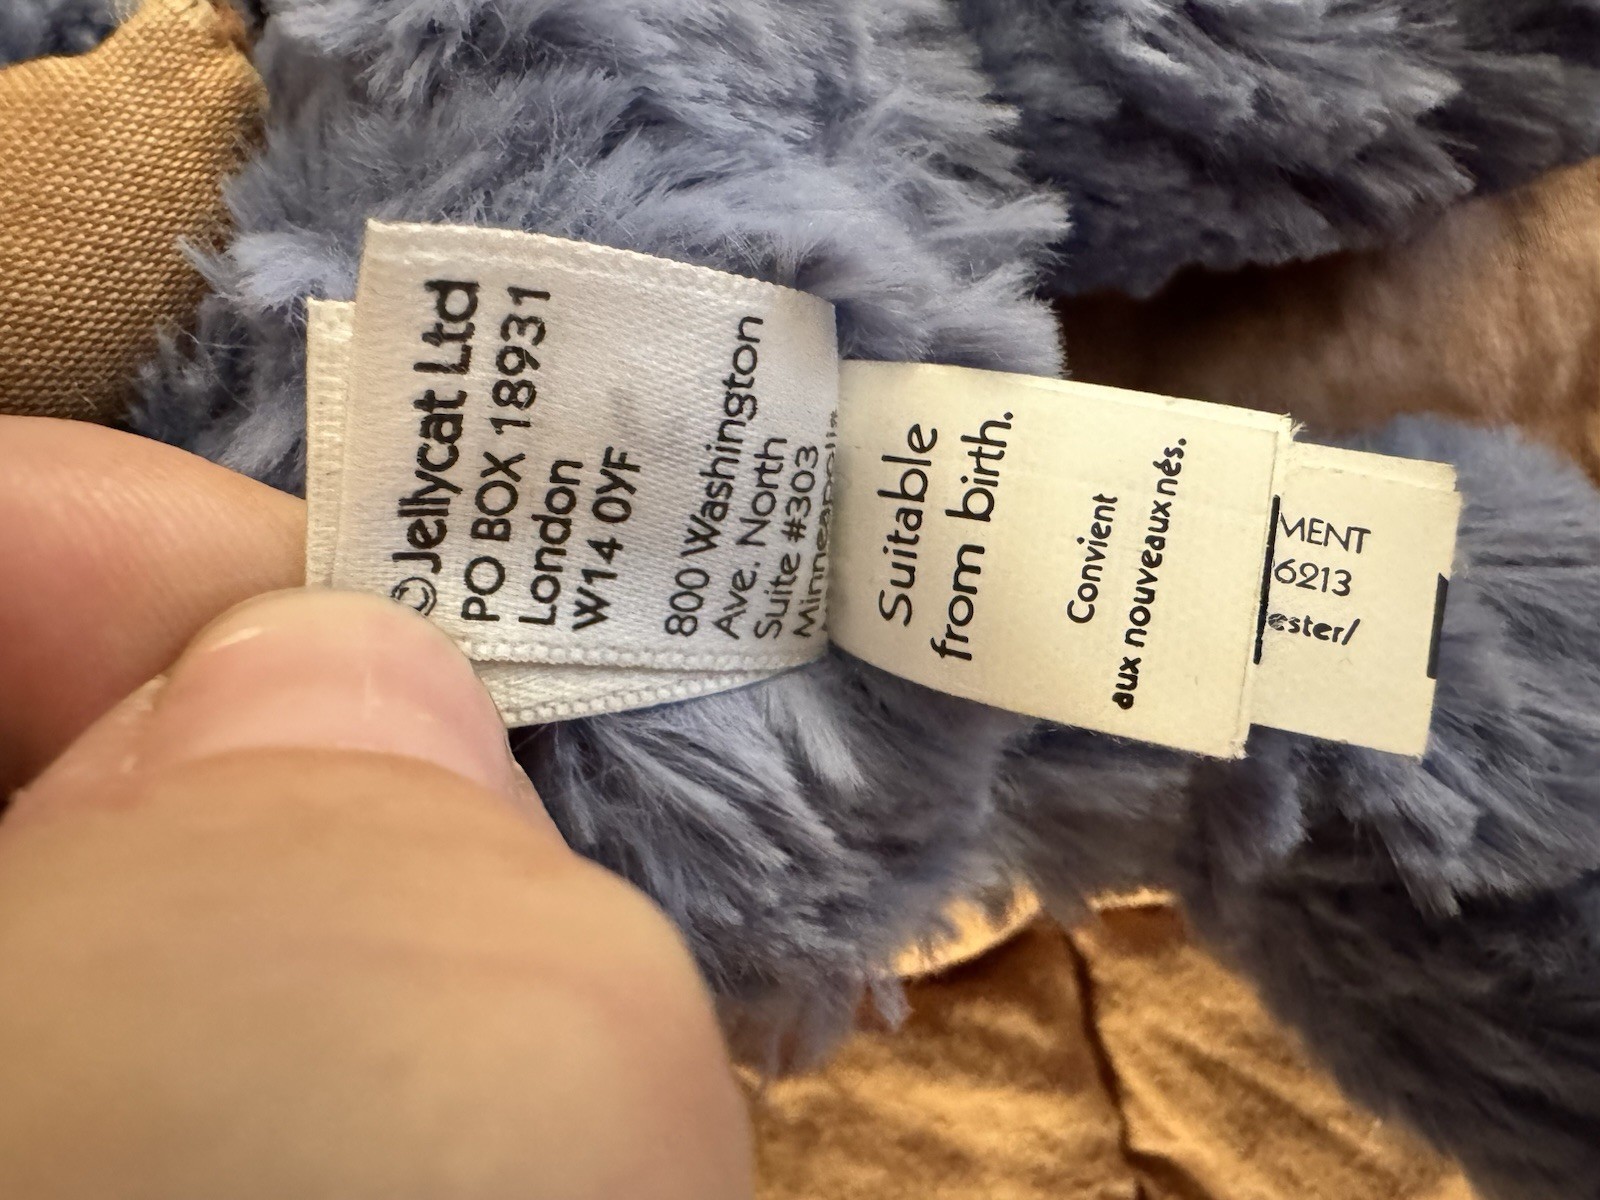 ©Jellycat Ltd
PO BOX 18931
London
W14 0YF
800 Washington
Ave. North
Suite #303
Minneapolis
Suitable
from birth.
Convient
aux nouveaux nés.
MENT
6213
ester/